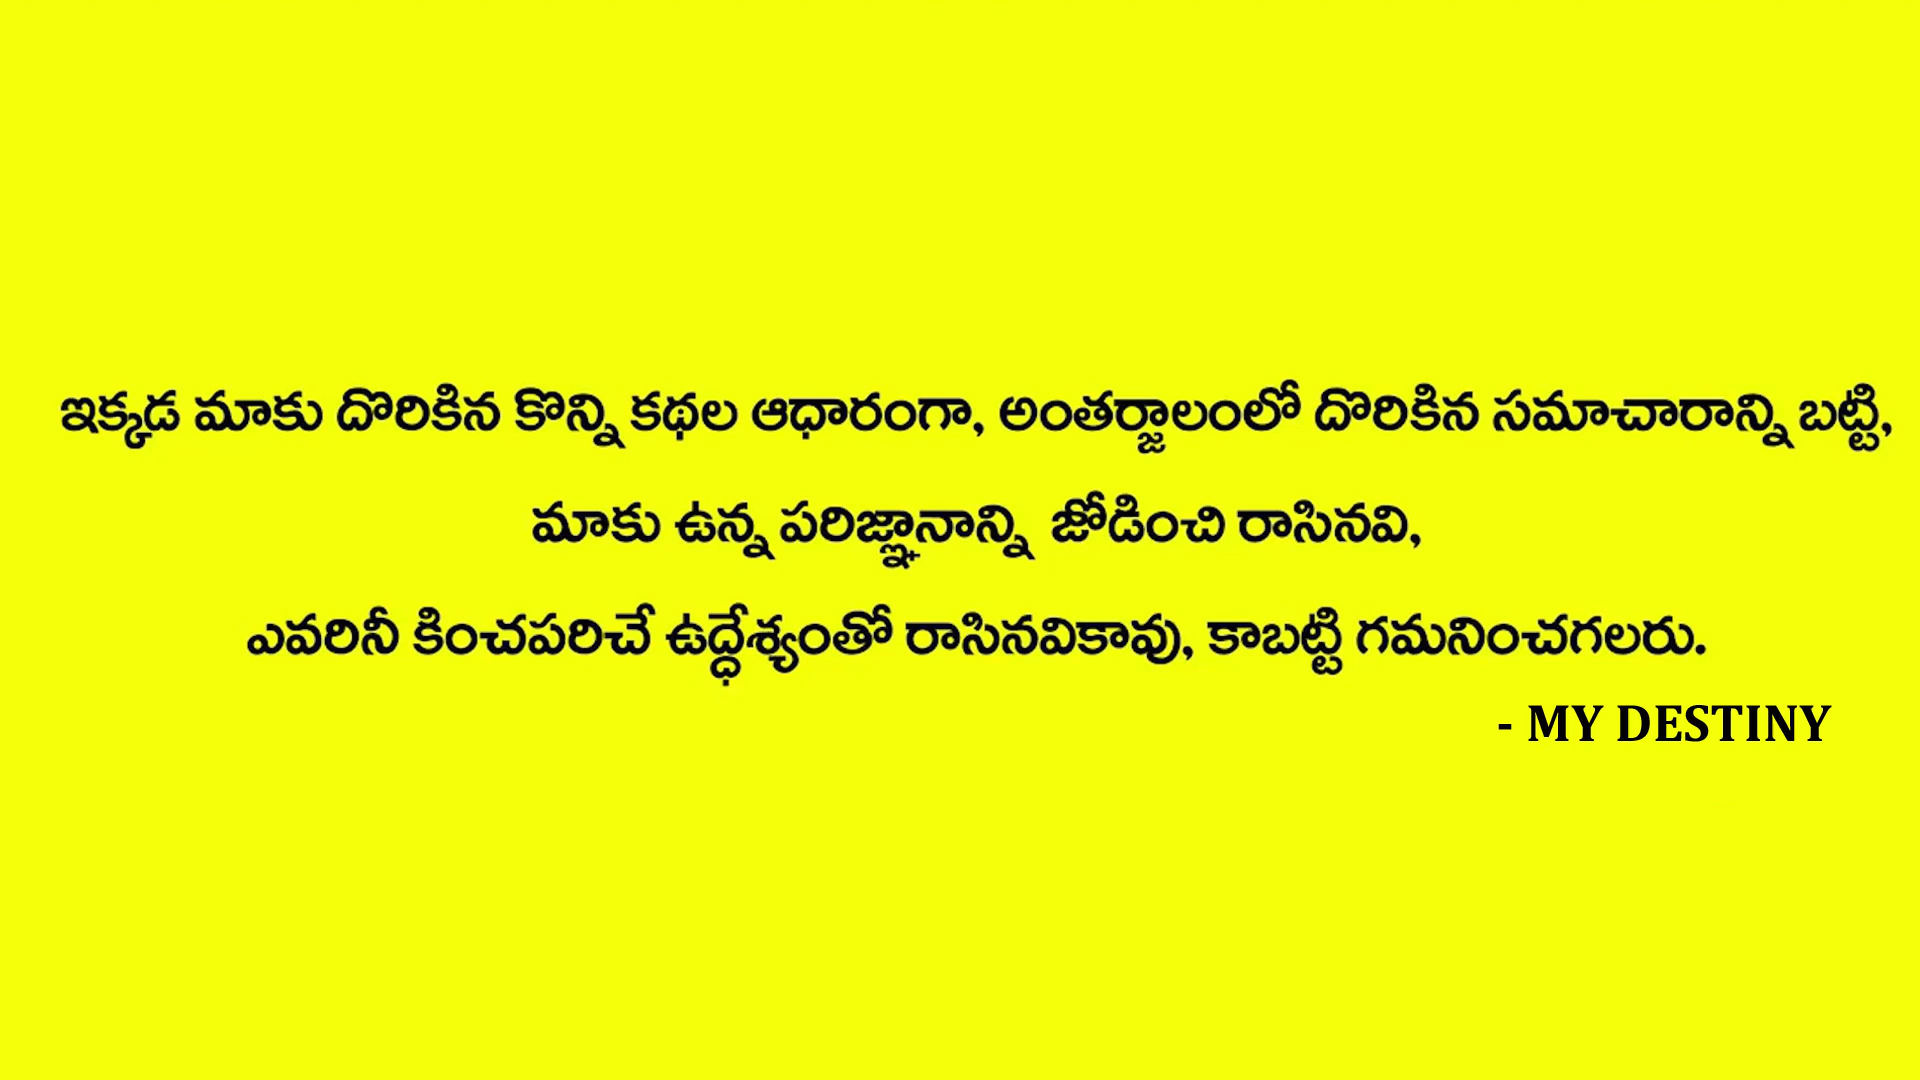 ఇక్కడ మాకు దొరికిన కొన్ని కథల ఆధారంగా, అంతర్జాలంలో దొరికిన సమాచారాన్ని బట్టి,
మాకు ఉన్న పరిజ్ఞానాన్ని జోడించి రాసినవి,
ఎవరినీ కించపరిచే ఉద్ధేశ్యంతో రాసినవికావు, కాబట్టి గమనించగలరు.
- MY DESTINY